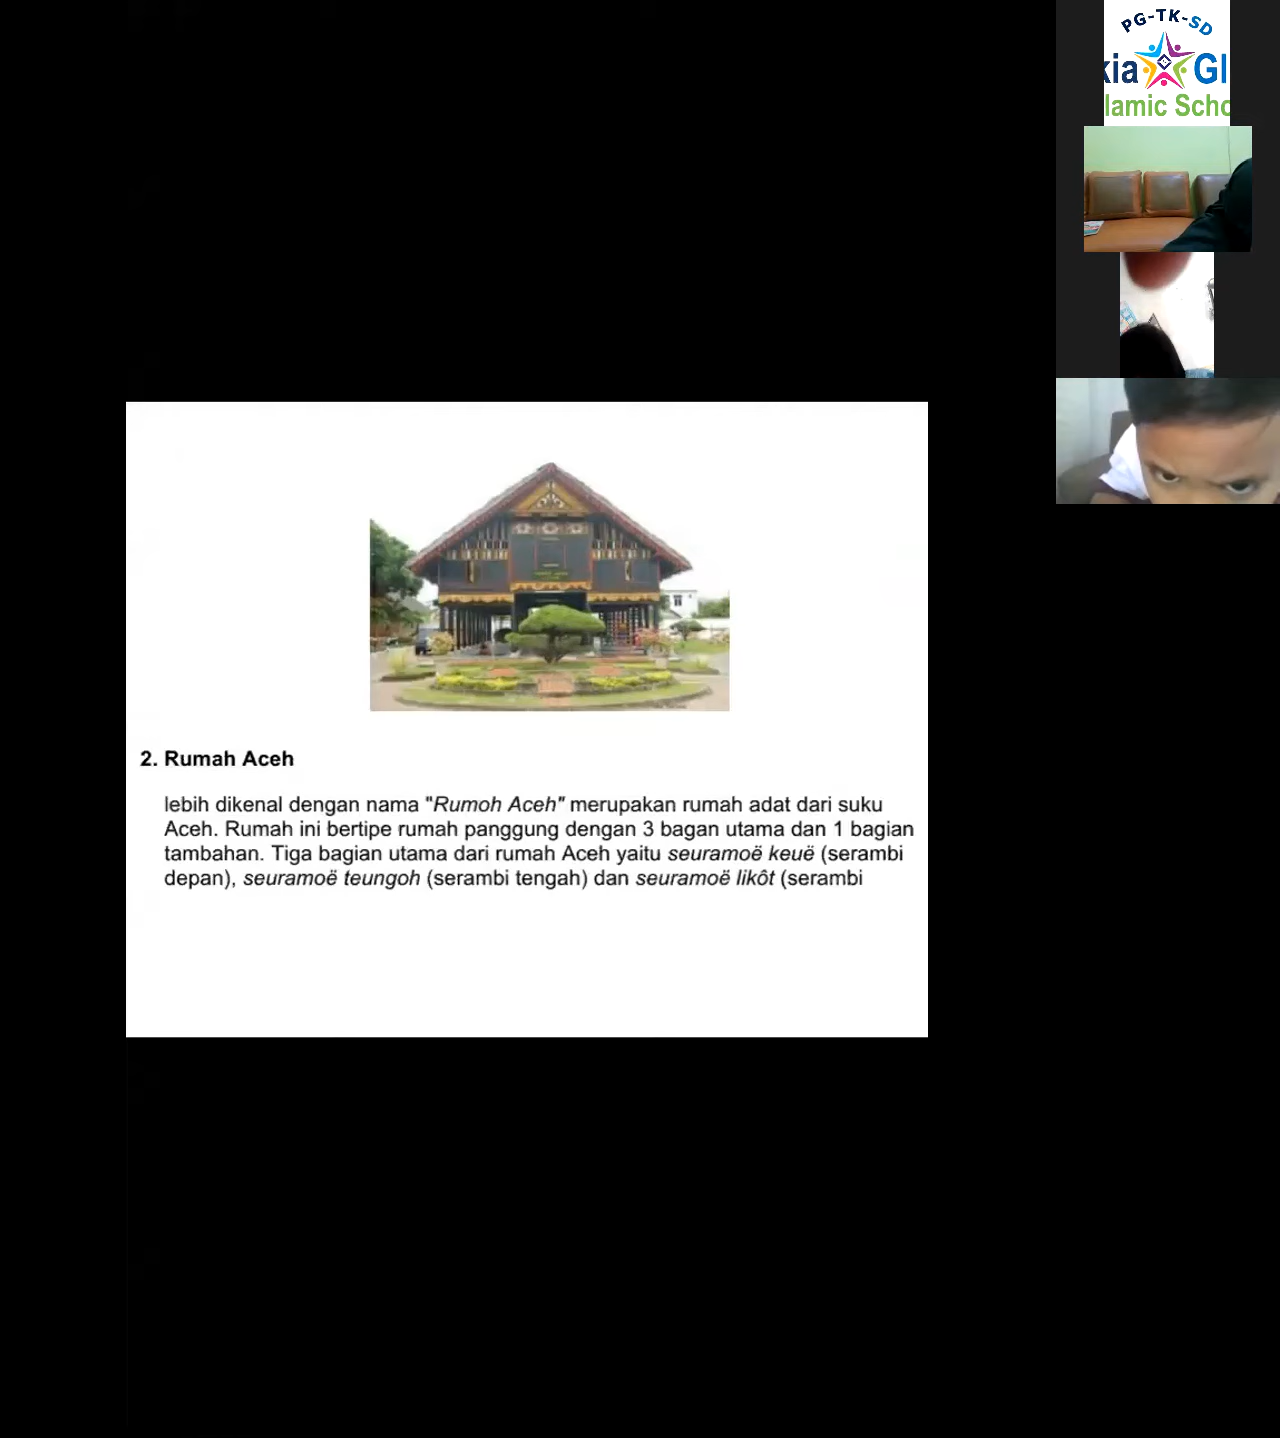 PG-TK-SD
kia Gl
lamic Scho
2. Rumah Aceh
lebih dikenal dengan nama "Rumoh Aceh" merupakan rumah adat dari suku
Aceh. Rumah ini bertipe rumah panggung dengan 3 bagan utama dan 1 bagian
tambahan. Tiga bagian utama dari rumah Aceh yaitu seuramoë keuë (serambi
depan), seuramoë teungoh (serambi tengah) dan seuramoë likôt (serambi